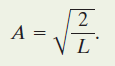 A = √(2/L).